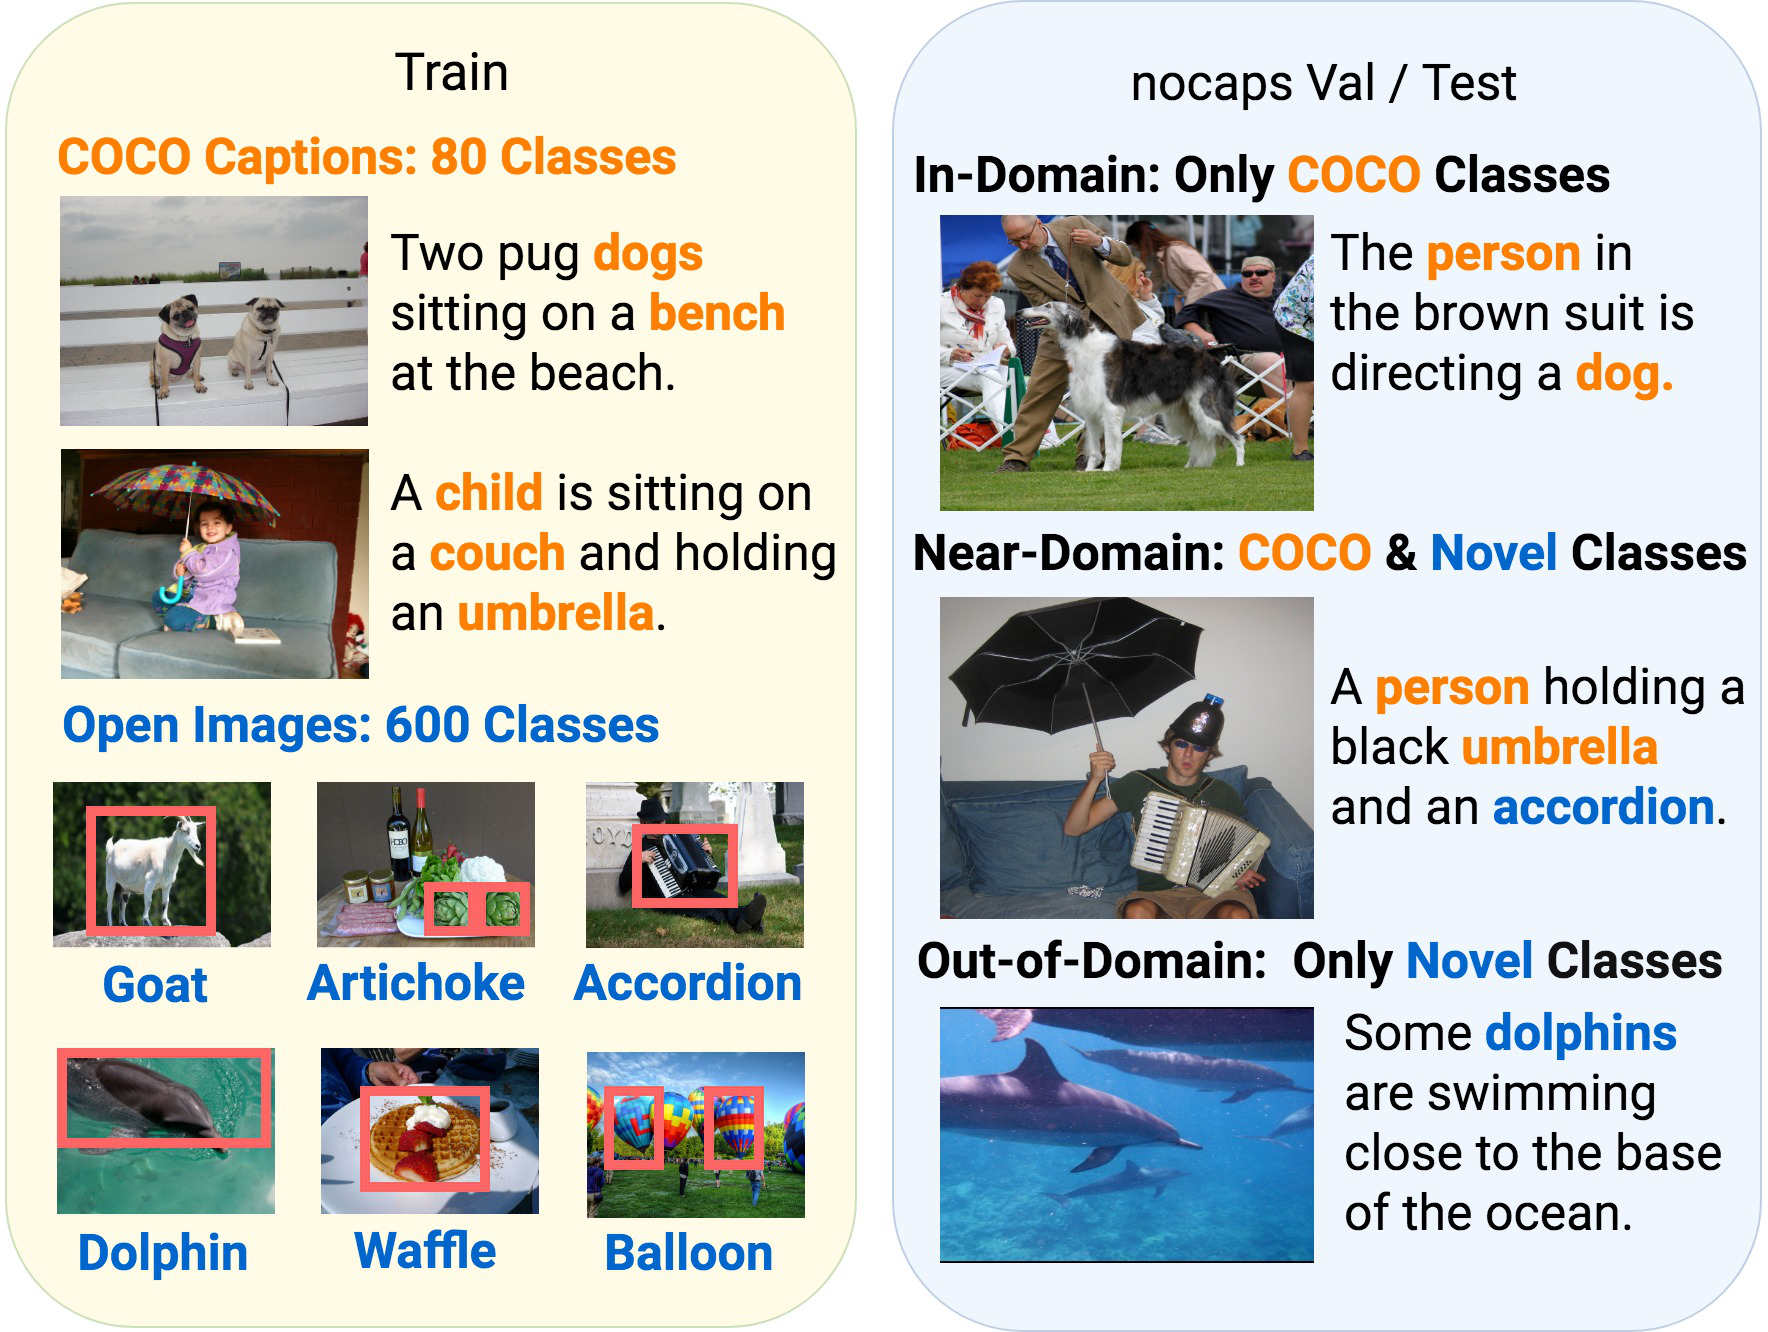 Train
COCO Captions: 80 Classes
Two pug dogs
sitting on a bench
at the beach.
A child is sitting on
a couch and holding
an umbrella.
Open Images: 600 Classes
Goat
Artichoke
Accordion
Dolphin
Waffle
Balloon
nocaps Val / Test
In-Domain: Only COCO Classes
The person in
the brown suit is
directing a dog.
Near-Domain: COCO & Novel Classes
A person holding a
black umbrella
and an accordion.
Out-of-Domain: Only Novel Classes
Some dolphins
are swimming
close to the base
of the ocean.